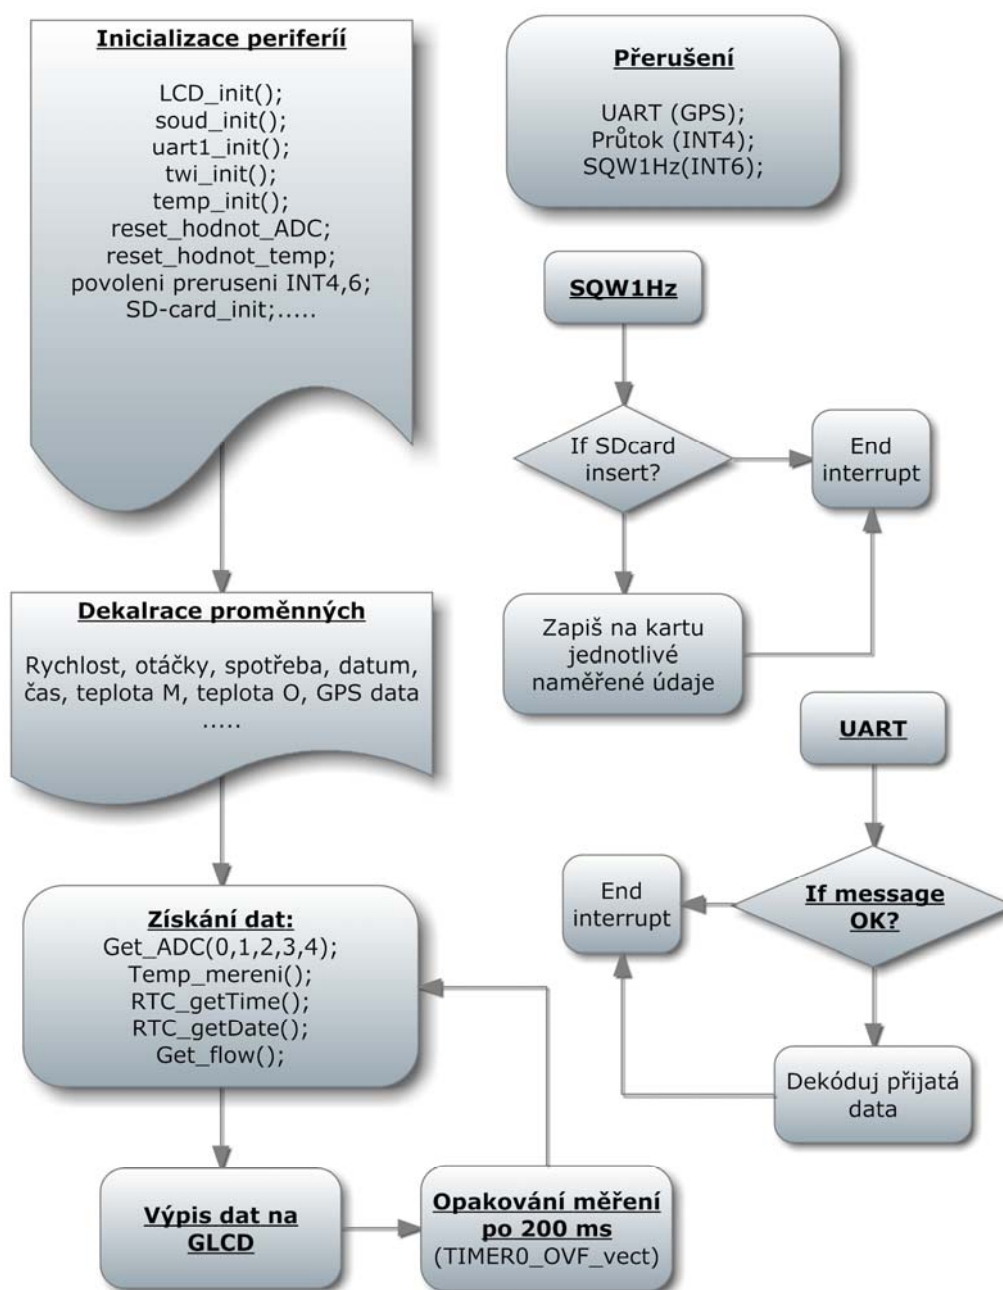 Inicializace periferíí
LCD_init();
soud_init();
uart1_init();
twi_init();
temp_init();
reset_hodnot_ADC;
reset_hodnot_temp;
povoleni preruseni INT4,6;
SD-card_init;.....
Dekalrace proměnných
Rychlost, otáčky, spotřeba, datum,
čas, teplota M, teplota O, GPS data
.....
Získání dat:
Get_ADC(0,1,2,3,4);
Temp_mereni();
RTC_getTime();
RTC_getDate();
Get_flow();
Výpis dat na
GLCD
Opakování měření
po 200 ms
(TIMER0_OVF_vect)
Přerušení
UART (GPS);
Průtok (INT4);
SQW1Hz(INT6);
SQW1Hz
If SDcard
insert?
End
interrupt
Zapiš na kartu
jednotlivé
naměřené údaje
UART
If message
OK?
End
interrupt
Dekóduj přijatá
data